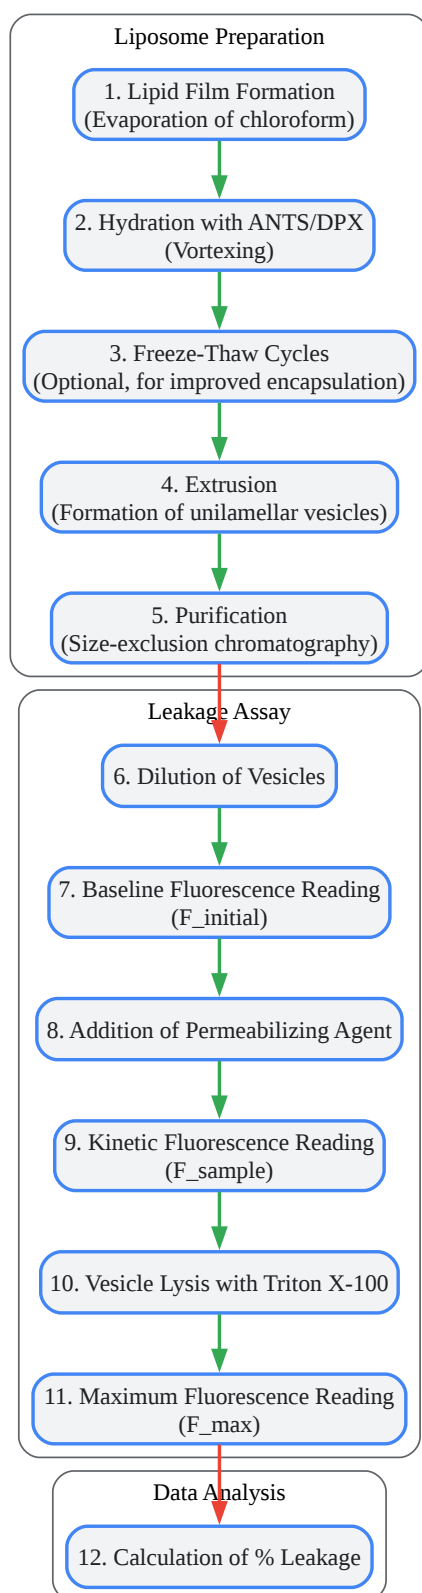 Liposome Preparation
1. Lipid Film Formation
(Evaporation of chloroform)
2. Hydration with ANTS/DPX
(Vortexing)
3. Freeze-Thaw Cycles
(Optional, for improved encapsulation)
4. Extrusion
(Formation of unilamellar vesicles)
5. Purification
(Size-exclusion chromatography)
Leakage Assay
6. Dilution of Vesicles
7. Baseline Fluorescence Reading
(F_initial)
8. Addition of Permeabilizing Agent
9. Kinetic Fluorescence Reading
(F_sample)
10. Vesicle Lysis with Triton X-100
11. Maximum Fluorescence Reading
(F_max)
Data Analysis
12. Calculation of % Leakage